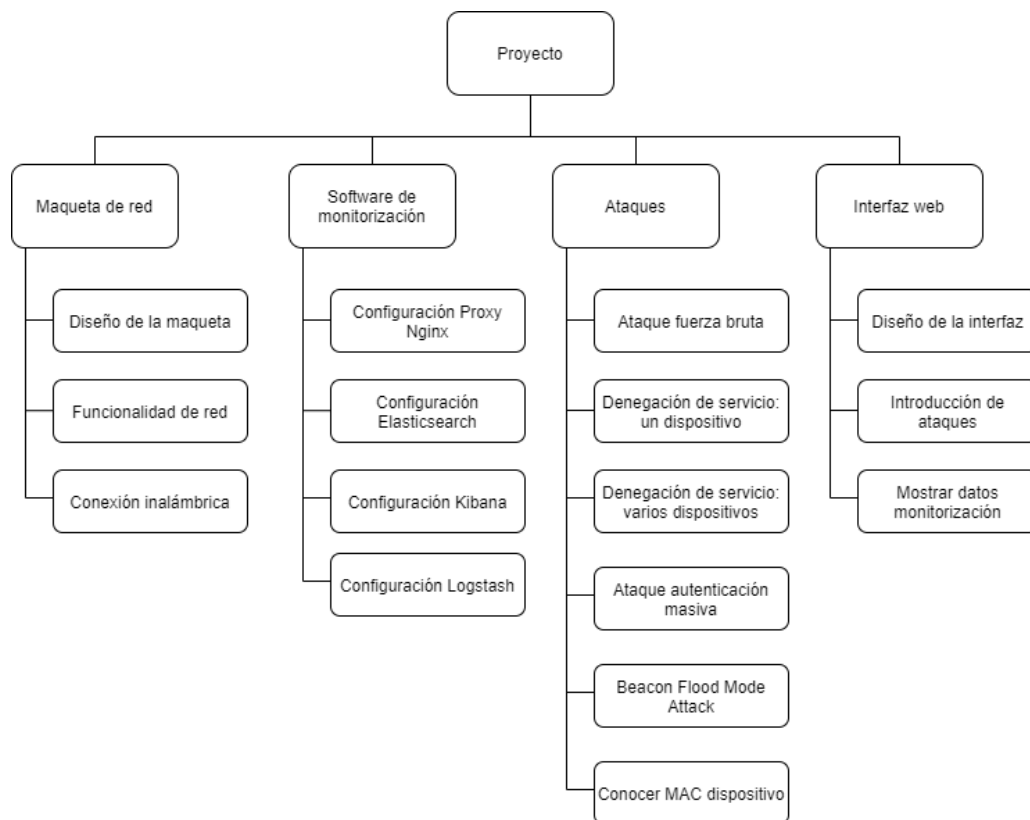 Proyecto
Maqueta de red
Software de
monitorización
Ataques
Interfaz web
Diseño de la maqueta
Funcionalidad de red
Conexión inalámbrica
Configuración Proxy
Nginx
Configuración
Elasticsearch
Configuración Kibana
Configuración Logstash
Ataque fuerza bruta
Denegación de servicio:
un dispositivo
Denegación de servicio:
varios dispositivos
Ataque autenticación
masiva
Beacon Flood Mode
Attack
Conocer MAC dispositivo
Diseño de la interfaz
Introducción de
ataques
Mostrar datos
monitorización